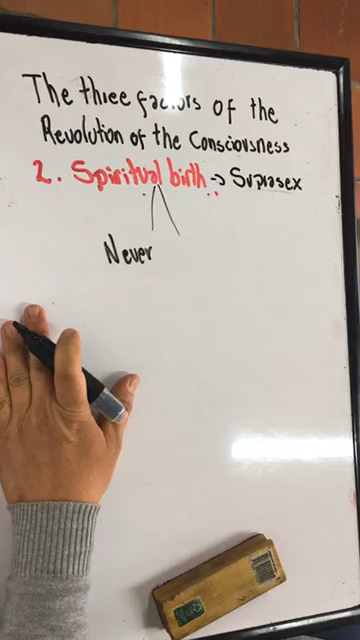 The three factors of the
Revolution of the Consciousness
2. Spiritual birth -> Suprasex
Never